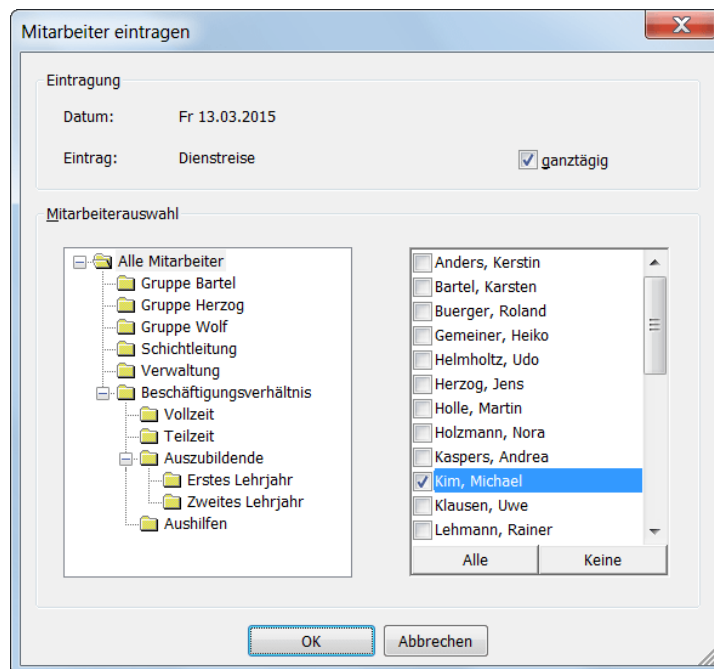 Mitarbeiter eintragen
Eintragung
Datum: Fr 13.03.2015
Eintrag: Dienstreise ganztägig
Mitarbeiterauswahl
Alle Mitarbeiter
Gruppe Bartel
Gruppe Herzog
Gruppe Wolf
Schichtleitung
Verwaltung
Beschäftigungsverhältnis
Vollzeit
Teilzeit
Auszubildende
Erstes Lehrjahr
Zweites Lehrjahr
Aushilfen
Anders, Kerstin
Bartel, Karsten
Buerger, Roland
Gemeiner, Heiko
Helmholtz, Udo
Herzog, Jens
Holle, Martin
Holzmann, Nora
Kaspers, Andrea
Kim, Michael
Klausen, Uwe
Lehmann, Rainer
Alle Keine
OK Abbrechen